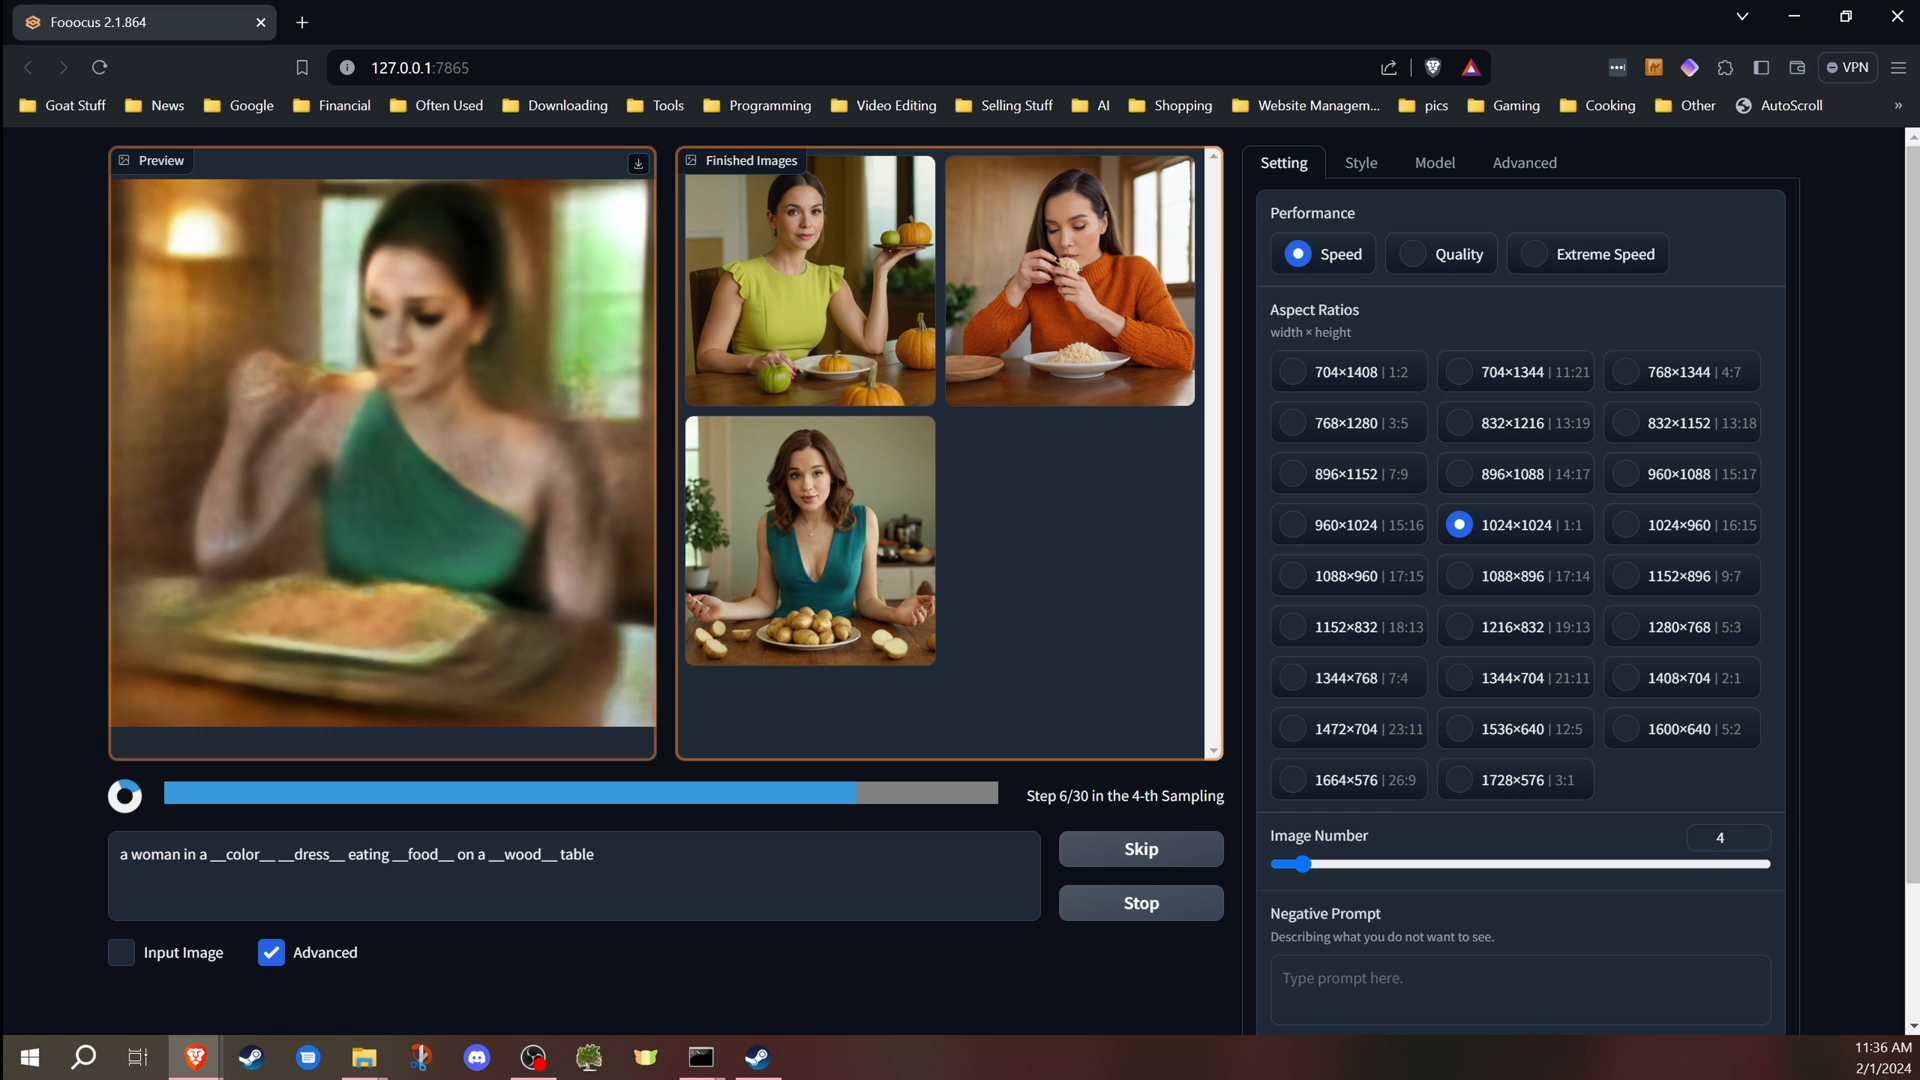 Fooocus 2.1.864
127.0.0.1:7865
VPN
Goat Stuff News Google Financial Often Used Downloading Tools Programming Video Editing Selling Stuff AI Shopping Website Managem... pics Gaming Cooking Other AutoScroll »
Preview
Finished Images
Setting Style Model Advanced
Performance
Speed Quality Extreme Speed
Aspect Ratios
width × height
704×1408 | 1:2 704×1344 | 11:21 768×1344 | 4:7
768×1280 | 3:5 832×1216 | 13:19 832×1152 | 13:18
896×1152 | 7:9 896×1088 | 14:17 960×1088 | 15:17
960×1024 | 15:16 1024×1024 | 1:1 1024×960 | 16:15
1088×960 | 17:15 1088×896 | 17:14 1152×896 | 9:7
1152×832 | 18:13 1216×832 | 19:13 1280×768 | 5:3
1344×768 | 7:4 1344×704 | 21:11 1408×704 | 2:1
1472×704 | 23:11 1536×640 | 12:5 1600×640 | 5:2
1664×576 | 26:9 1728×576 | 3:1
Step 6/30 in the 4-th Sampling
a woman in a __color__ __dress__ eating __food__ on a __wood__ table
Skip
Stop
Input Image Advanced
Image Number 4
Negative Prompt
Describing what you do not want to see.
Type prompt here.
11:36 AM
2/1/2024